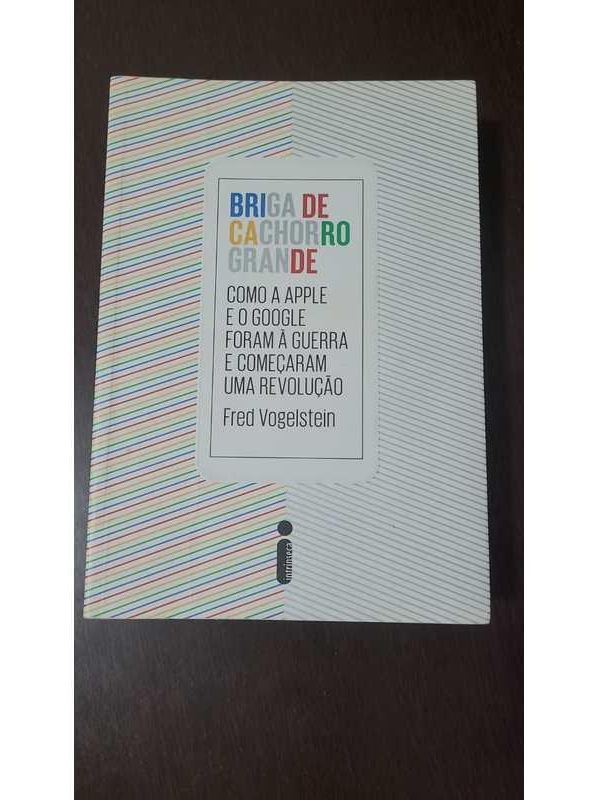 BRIGA DE
CACHORRO
GRANDE
COMO A APPLE
E O GOOGLE
FORAM À GUERRA
E COMEÇARAM
UMA REVOLUÇÃO
Fred Vogelstein
intrínseca